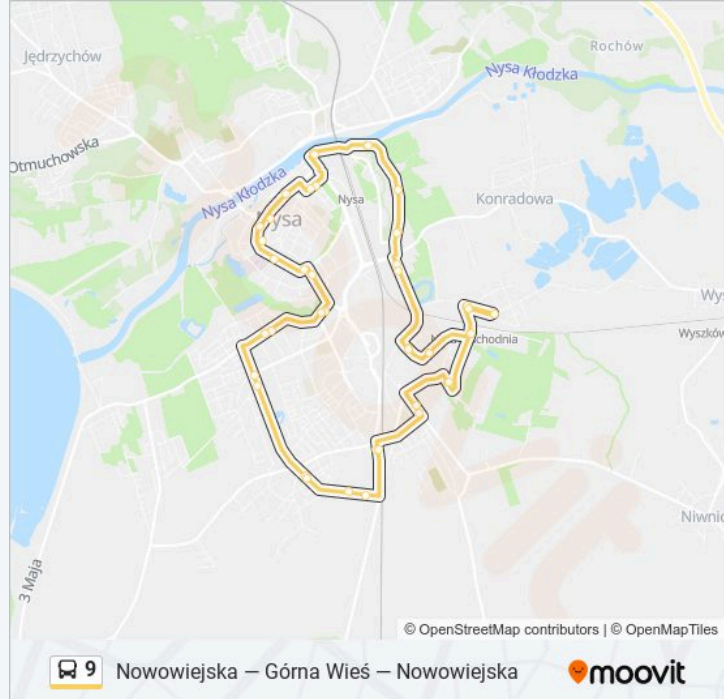 Jędrzychów
Rochów
Nysa Kłodzka
Otmuchowska
Nysa Kłodzka
Nysa
Konradowa
Nysa
Wys
Wyszków
chodnia
Niwnic
3 Maja
© OpenStreetMap contributors | © OpenMapTiles
9 Nowowiejska — Górna Wieś — Nowowiejska
moovit